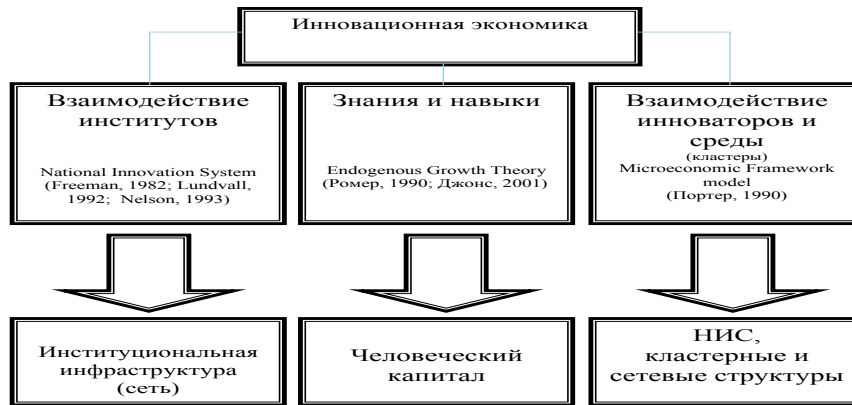 Инновационная экономика
Взаимодействие
институтов
National Innovation System
(Freeman, 1982; Lundvall,
1992; Nelson, 1993)
Знания и навыки
Endogenous Growth Theory
(Ромер, 1990; Джонс, 2001)
Взаимодействие
инноваторов и
среды
(кластеры)
Microeconomic Framework
model
(Портер, 1990)
Институциональная
инфраструктура
(сеть)
Человеческий
капитал
НИС,
кластерные и
сетевые структуры